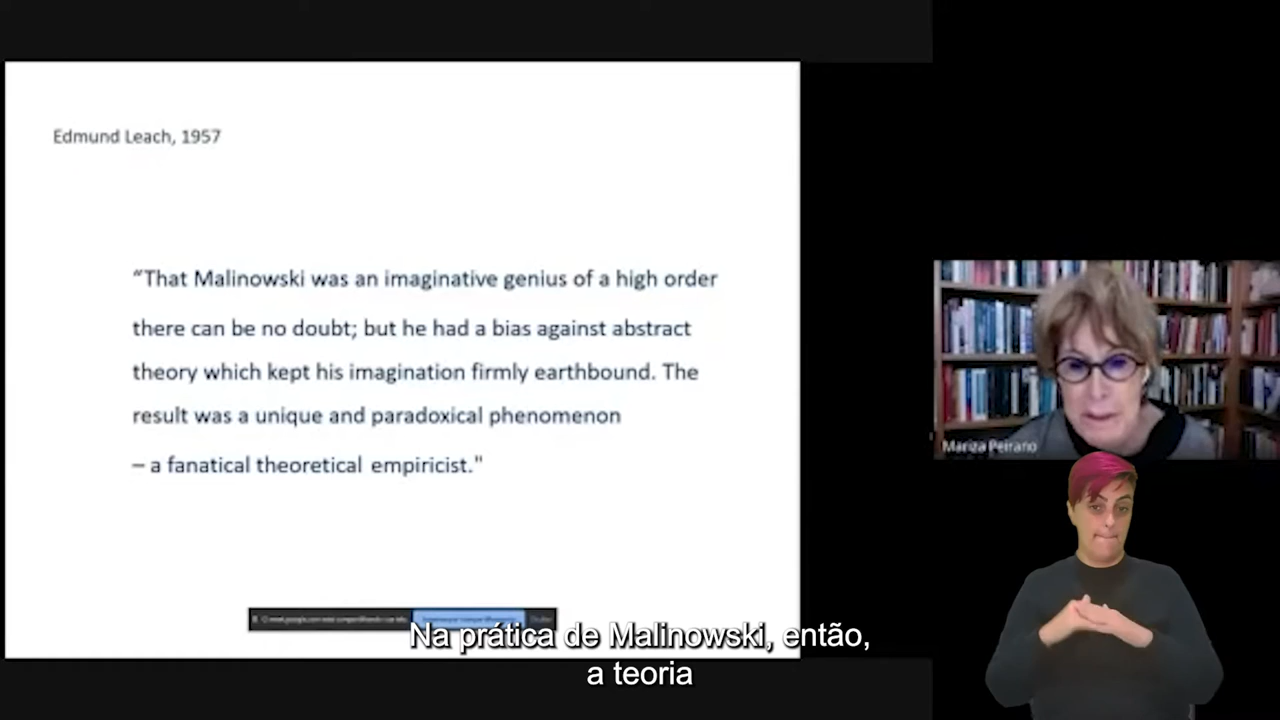 Edmund Leach, 1957
“That Malinowski was an imaginative genius of a high order
there can be no doubt; but he had a bias against abstract
theory which kept his imagination firmly earthbound. The
result was a unique and paradoxical phenomenon
– a fanatical theoretical empiricist."
Mariza Peirano
Na prática de Malinowski, então,
a teoria